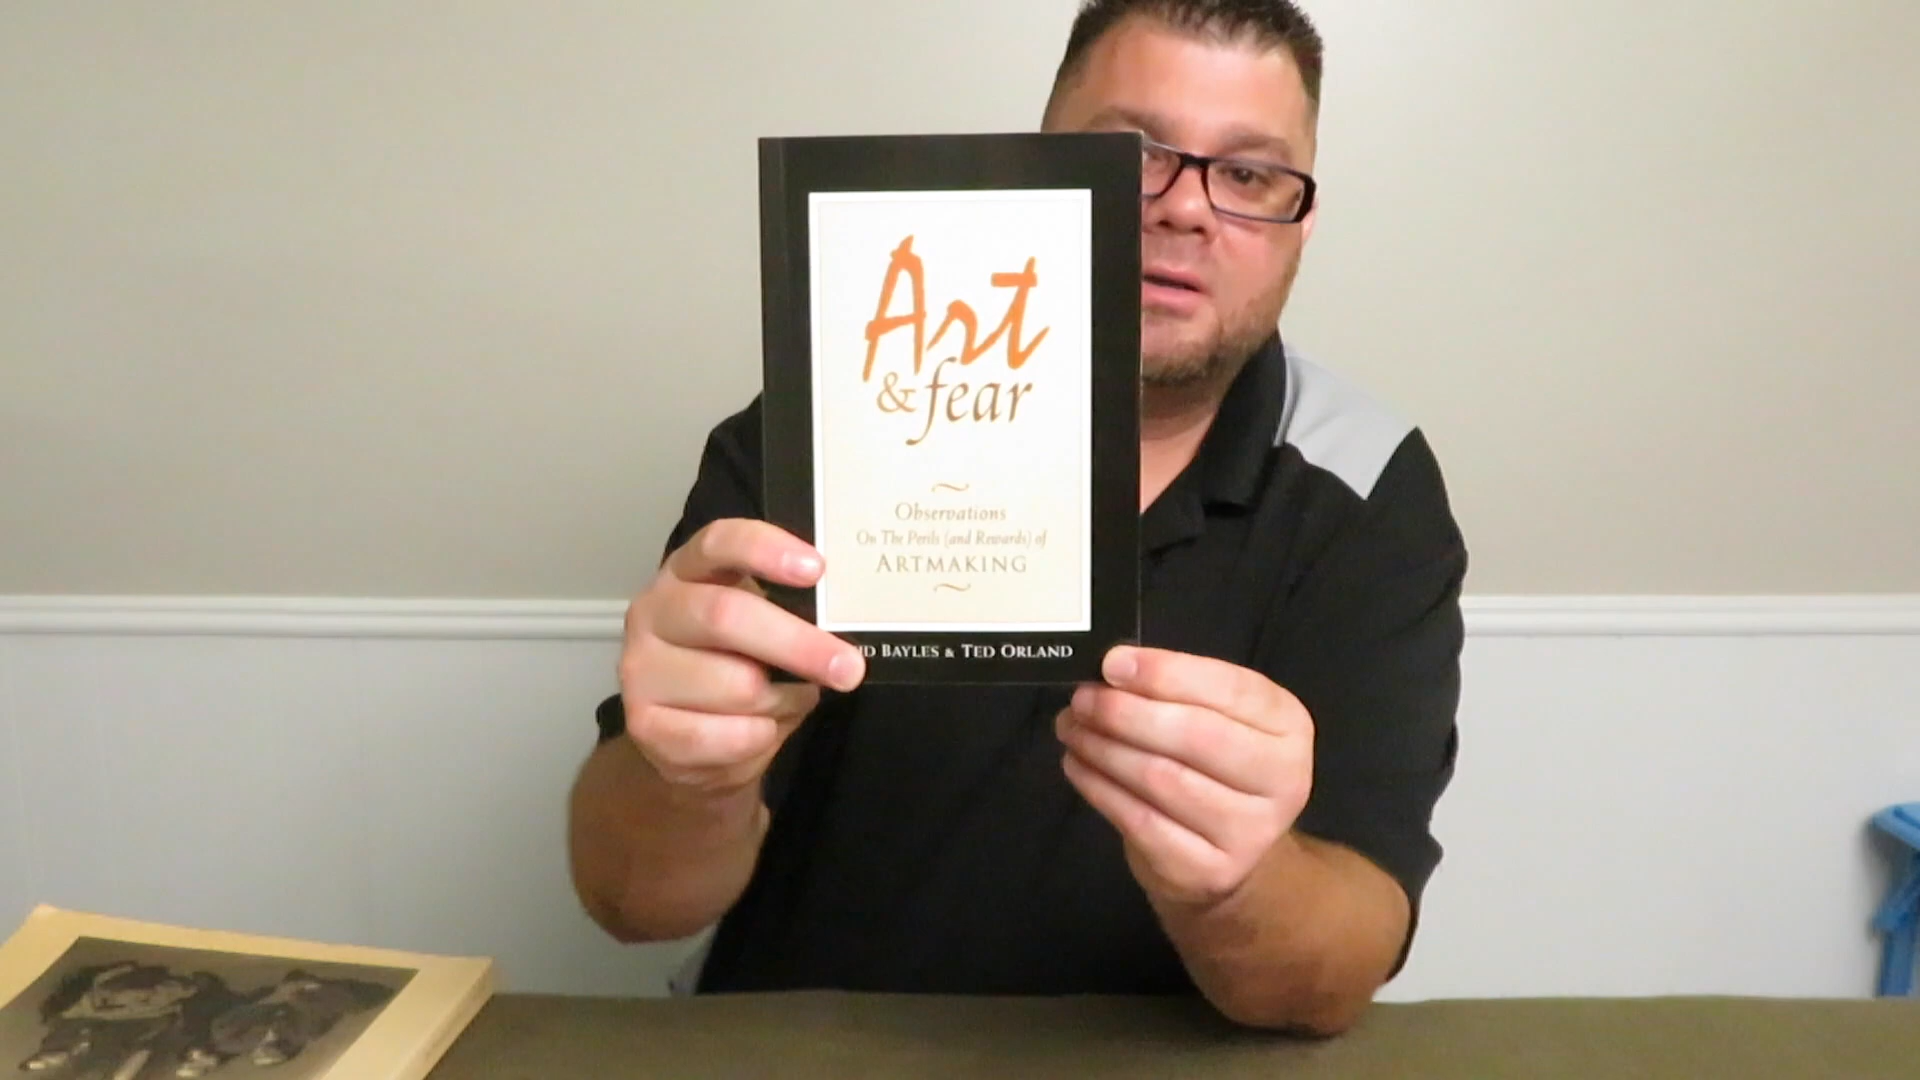 Art
& fear
Observations
On The Perils (and Rewards) of
ARTMAKING
BAYLES & TED ORLAND